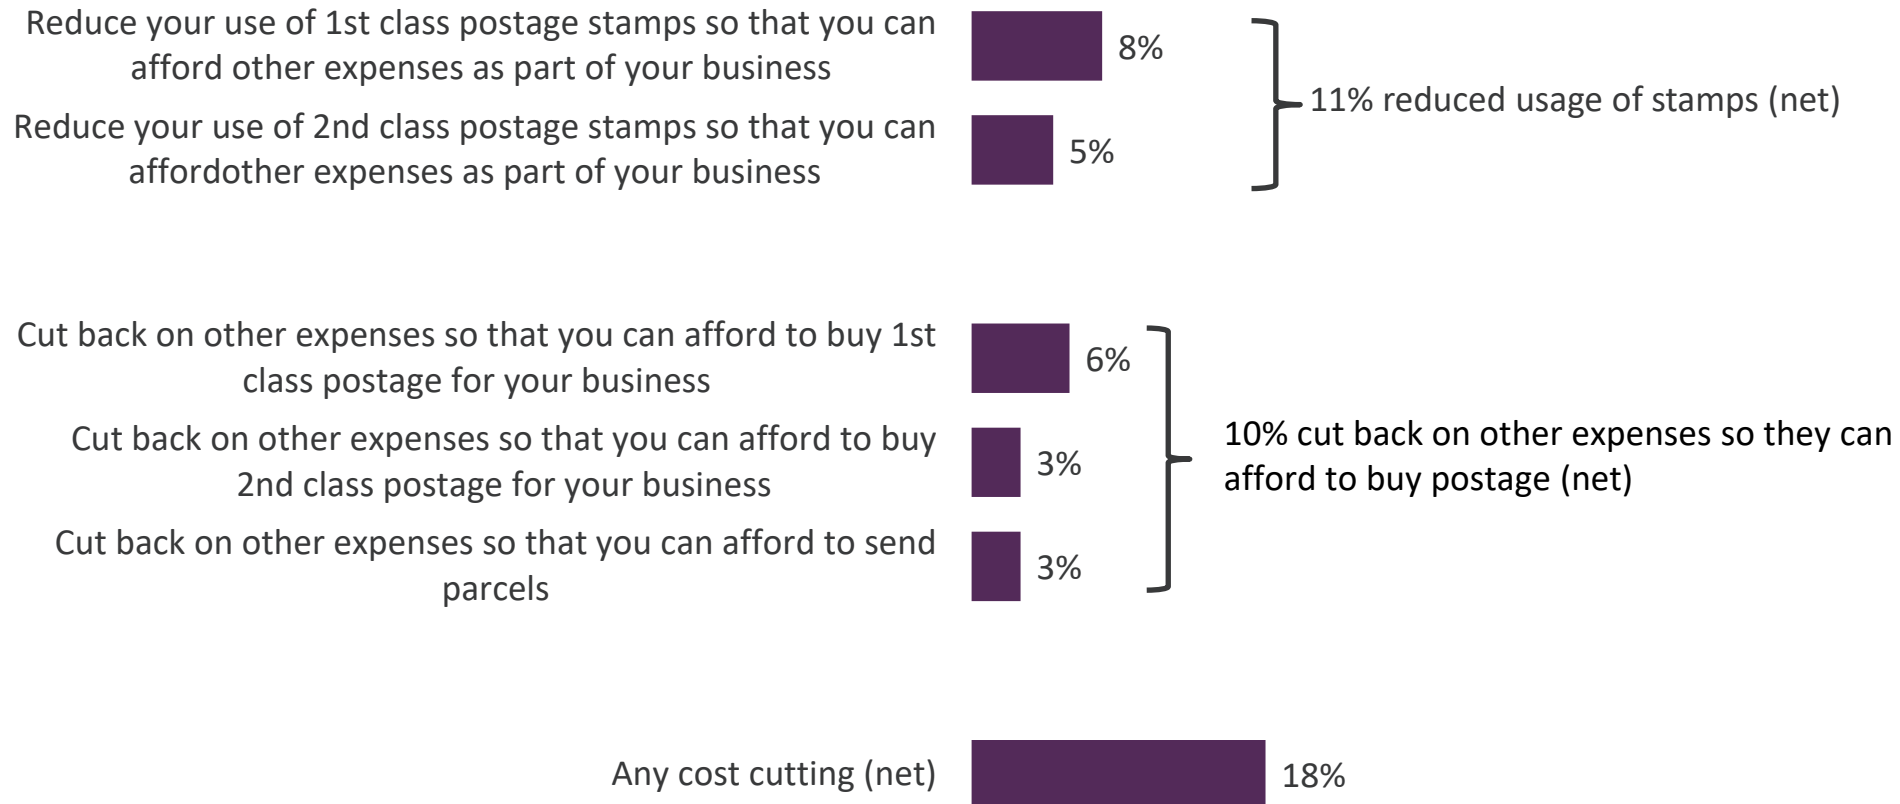 Reduce your use of 1st class postage stamps so that you can
afford other expenses as part of your business
8%
Reduce your use of 2nd class postage stamps so that you can
affordother expenses as part of your business
5%
11% reduced usage of stamps (net)
Cut back on other expenses so that you can afford to buy 1st
class postage for your business
6%
Cut back on other expenses so that you can afford to buy
2nd class postage for your business
3%
Cut back on other expenses so that you can afford to send
parcels
3%
10% cut back on other expenses so they can
afford to buy postage (net)
Any cost cutting (net)
18%